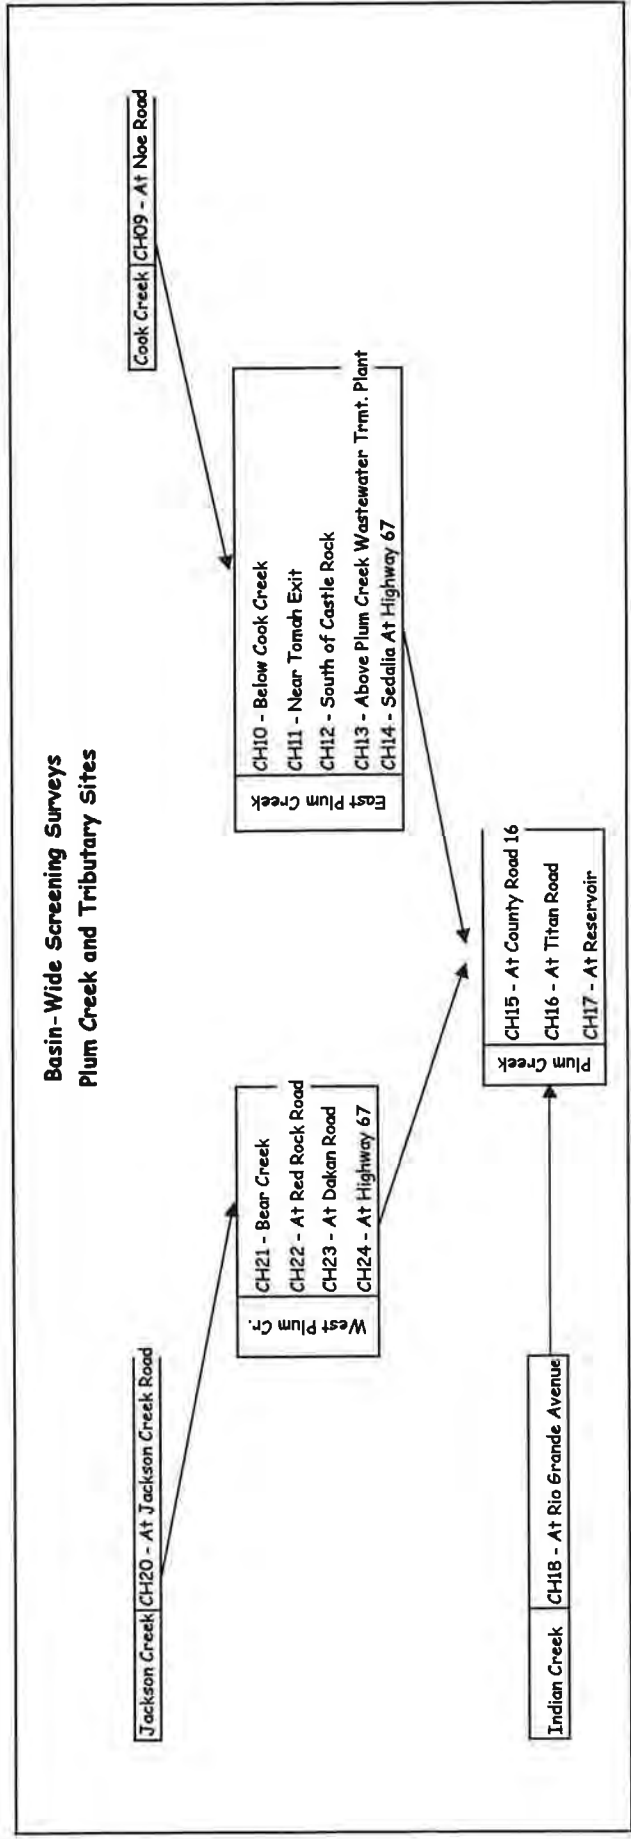 Basin-Wide Screening Surveys
Plum Creek and Tributary Sites
Jackson Creek CH20 - At Jackson Creek Road
Cook Creek CH09 - At Noe Road
West Plum Cr.
CH21 - Bear Creek
CH22 - At Red Rock Road
CH23 - At Dakan Road
CH24 - At Highway 67
East Plum Creek
CH10 - Below Cook Creek
CH11 - Near Tomah Exit
CH12 - South of Castle Rock
CH13 - Above Plum Creek Wastewater Trmt. Plant
CH14 - Sedalia At Highway 67
Plum Creek
CH15 - At County Road 16
CH16 - At Titan Road
CH17 - At Reservoir
Indian Creek CH18 - At Rio Grande Avenue